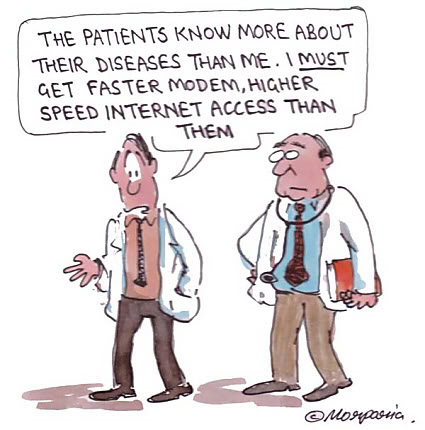 THE PATIENTS KNOW MORE ABOUT
THEIR DISEASES THAN ME. I MUST
GET FASTER MODEM, HIGHER
SPEED INTERNET ACCESS THAN
THEM
© Morparia.